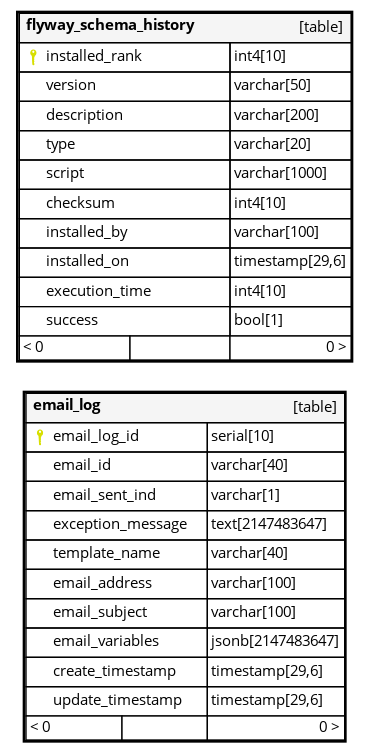 flyway_schema_history [table]
installed_rank int4[10]
version varchar[50]
description varchar[200]
type varchar[20]
script varchar[1000]
checksum int4[10]
installed_by varchar[100]
installed_on timestamp[29,6]
execution_time int4[10]
success bool[1]
< 0 0 >
email_log [table]
email_log_id serial[10]
email_id varchar[40]
email_sent_ind varchar[1]
exception_message text[2147483647]
template_name varchar[40]
email_address varchar[100]
email_subject varchar[100]
email_variables jsonb[2147483647]
create_timestamp timestamp[29,6]
update_timestamp timestamp[29,6]
< 0 0 >